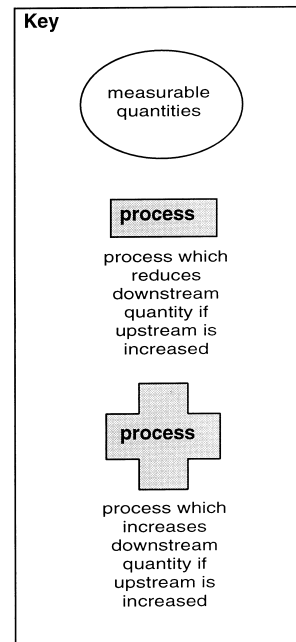 Key
measurable
quantities
process
process which
reduces
downstream
quantity if
upstream is
increased
process
process which
increases
downstream
quantity if
upstream is
increased